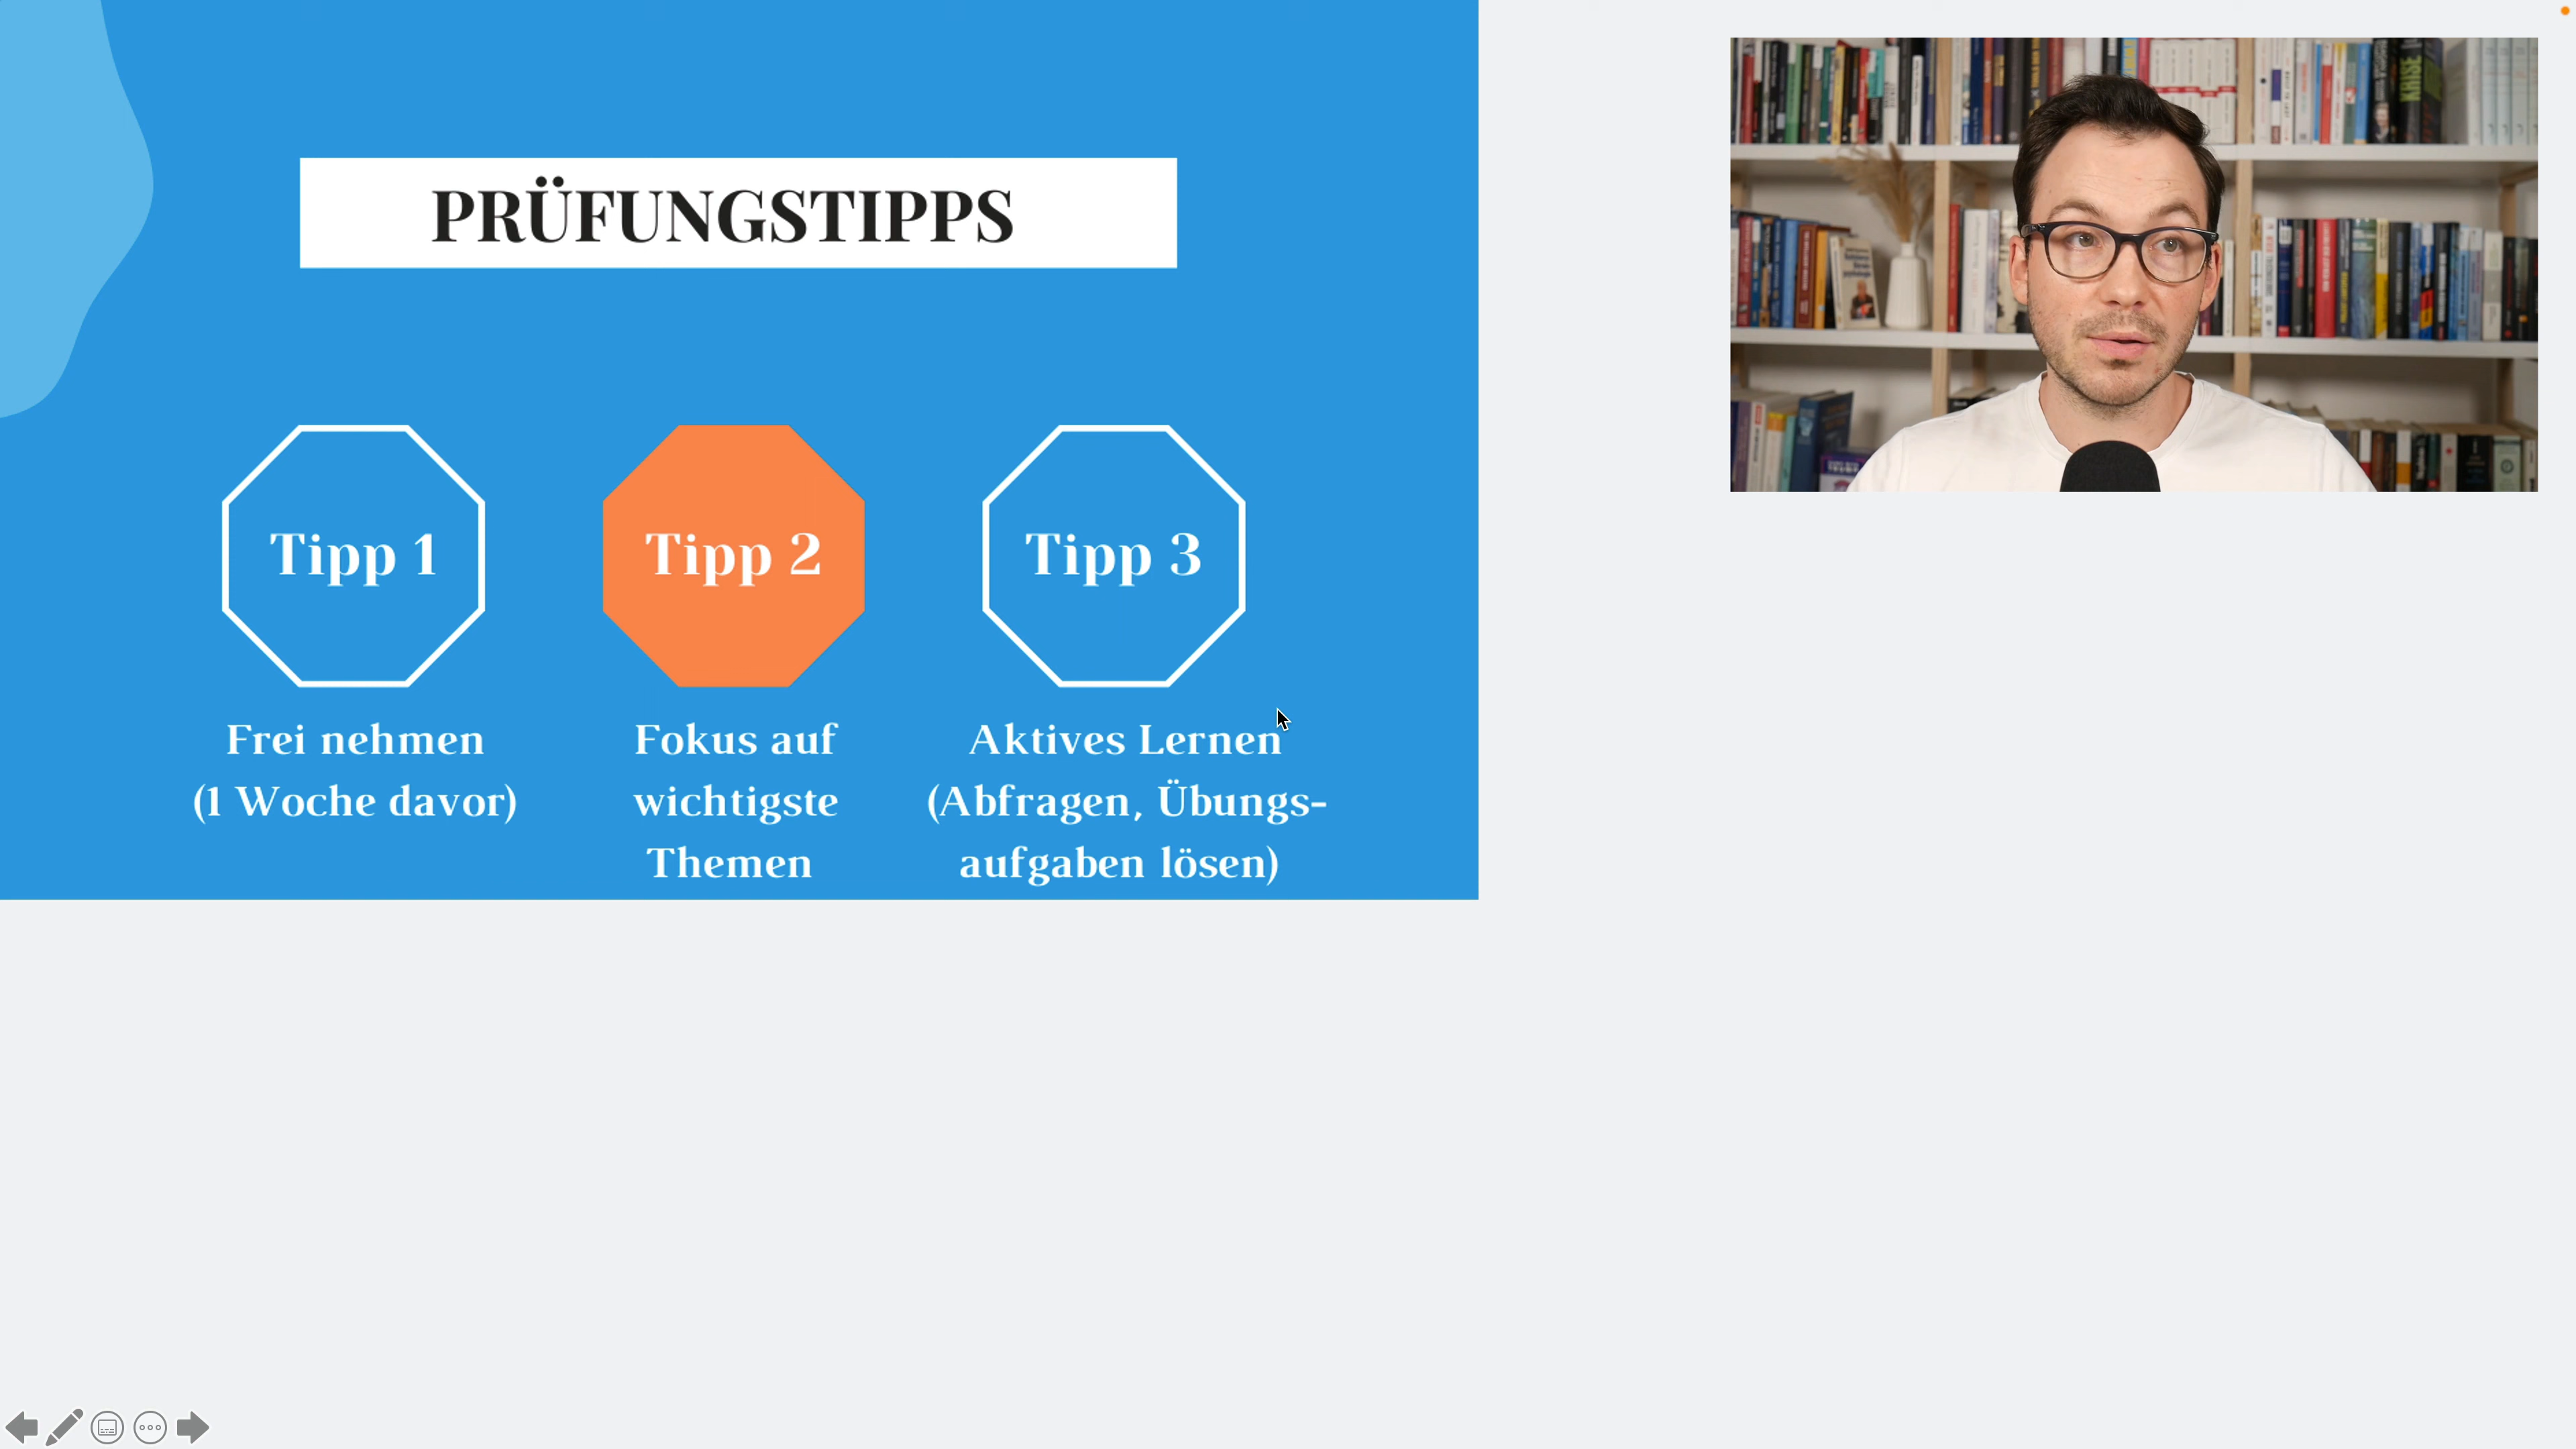 PRÜFUNGSTIPPS
Tipp 1
Tipp 2
Tipp 3
Frei nehmen
(1 Woche davor)
Fokus auf
wichtigste
Themen
Aktives Lernen
(Abfragen, Übungs-
aufgaben lösen)
KRISE